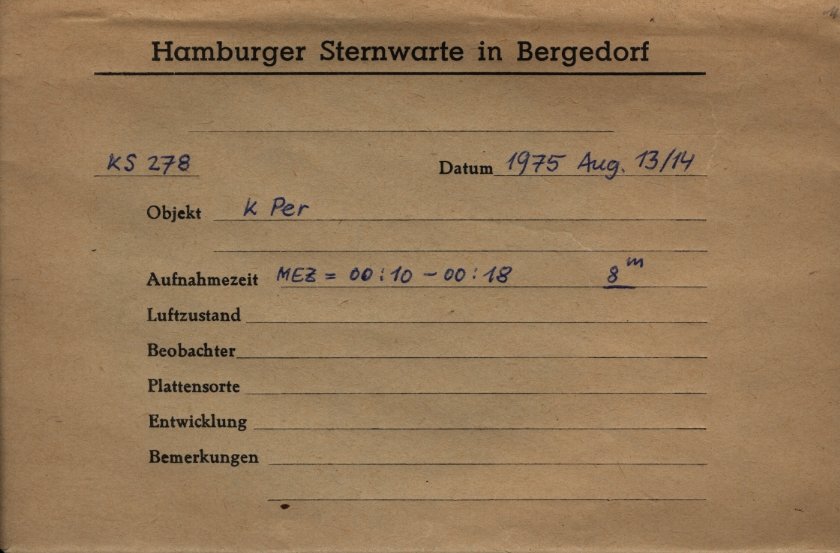 Hamburger Sternwarte in Bergedorf
KS 278 Datum 1975 Aug. 13/14
Objekt κ Per
Aufnahmezeit MEZ = 00:10 - 00:18 8ᵐ
Luftzustand
Beobachter
Plattensorte
Entwicklung
Bemerkungen